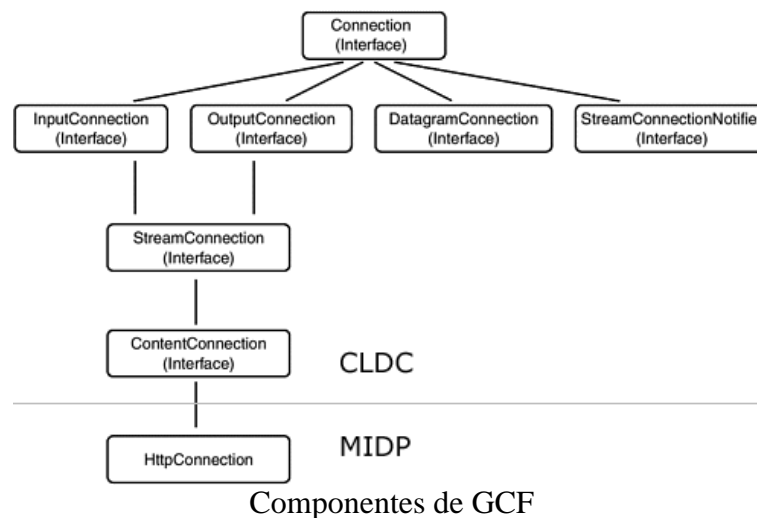 Connection
(Interface)
InputConnection
(Interface)
OutputConnection
(Interface)
DatagramConnection
(Interface)
StreamConnectionNotifie
(Interface)
StreamConnection
(Interface)
ContentConnection
(Interface)
CLDC
MIDP
HttpConnection
Componentes de GCF